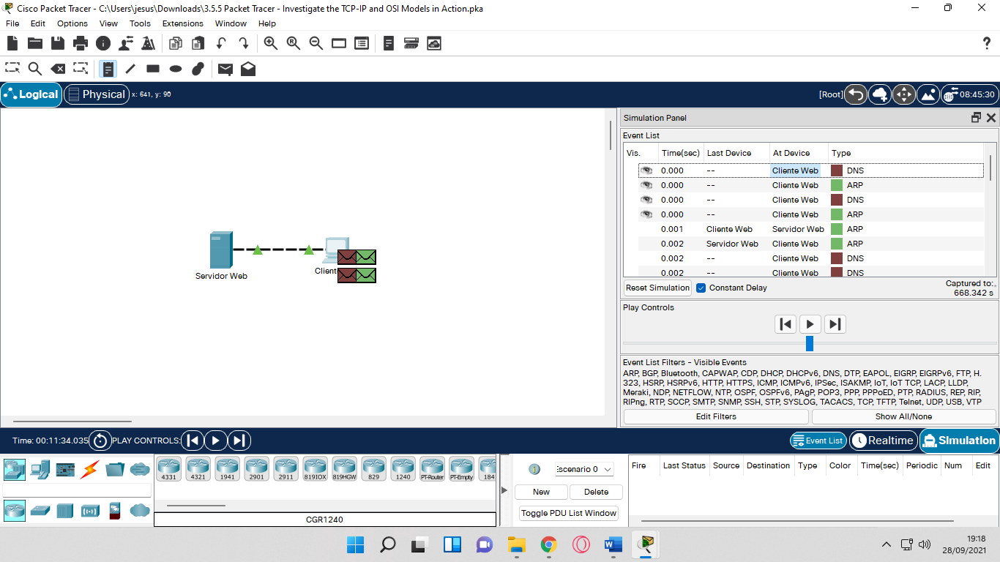 Cisco Packet Tracer - C:\Users\jesus\Downloads\3.5.5 Packet Tracer - Investigate the TCP-IP and OSI Models in Action.pka
File Edit Options View Tools Extensions Window Help
Logical Physical x: 641, y: 90 [Root] 08:45:30
Simulation Panel
Event List
Vis. Time(sec) Last Device At Device Type
0.000 -- Cliente Web DNS
0.000 -- Cliente Web ARP
0.000 -- Cliente Web DNS
0.000 -- Cliente Web ARP
0.001 Cliente Web Servidor Web ARP
0.002 Servidor Web Cliente Web ARP
0.002 -- Cliente Web DNS
0.002 -- Cliente Web DNS
Servidor Web
Client
Reset Simulation Constant Delay Captured to:
668.342 s
Play Controls
Event List Filters - Visible Events
ARP, BGP, Bluetooth, CAPWAP, CDP, DHCP, DHCPv6, DNS, DTP, EAPOL, EIGRP, EIGRPv6, FTP, H.
323, HSRP, HSRPv6, HTTP, HTTPS, ICMP, ICMPv6, IPSec, ISAKMP, IoT, IoT TCP, LACP, LLDP,
Meraki, NDP, NETFLOW, NTP, OSPF, OSPFv6, PAgP, POP3, PPP, PPPoED, PTP, RADIUS, REP, RIP,
RIPng, RTP, SCCP, SMTP, SNMP, SSH, STP, SYSLOG, TACACS, TCP, TFTP, Telnet, UDP, USB, VTP
Edit Filters Show All/None
Time: 00:11:34.035 PLAY CONTROLS: Event List Realtime Simulation
4331 4321 1941 2901 2911 819IOX 819HGW 829 1240 PT-Router PT-Empty 184
CGR1240
Scenario 0
New Delete
Toggle PDU List Window
Fire Last Status Source Destination Type Color Time(sec) Periodic Num Edit
19:18
28/09/2021